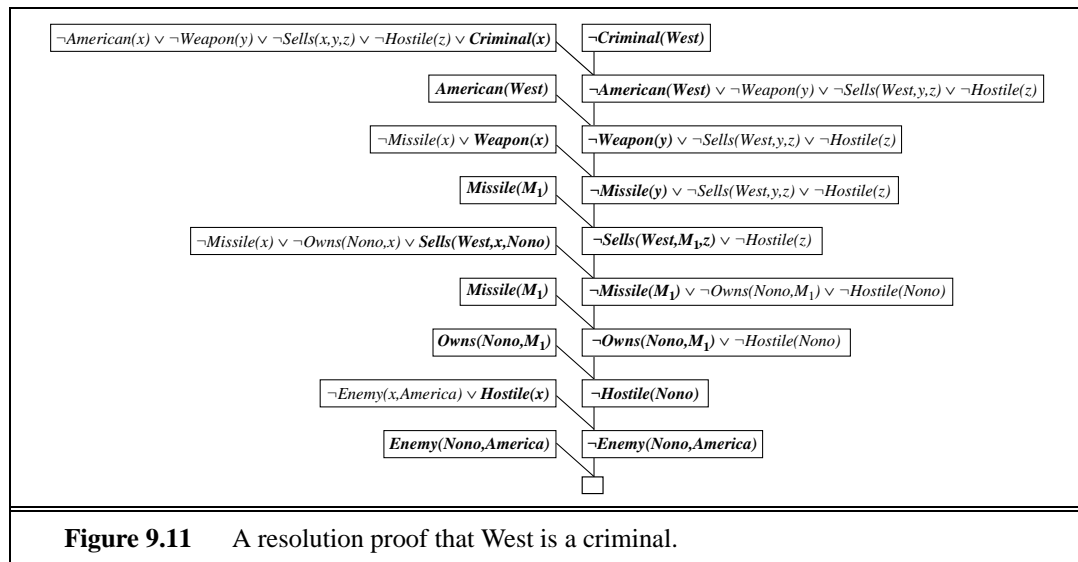 ¬American(x) ∨ ¬Weapon(y) ∨ ¬Sells(x,y,z) ∨ ¬Hostile(z) ∨ Criminal(x) ¬Criminal(West)
American(West) ¬American(West) ∨ ¬Weapon(y) ∨ ¬Sells(West,y,z) ∨ ¬Hostile(z)
¬Missile(x) ∨ Weapon(x) ¬Weapon(y) ∨ ¬Sells(West,y,z) ∨ ¬Hostile(z)
Missile(M₁) ¬Missile(y) ∨ ¬Sells(West,y,z) ∨ ¬Hostile(z)
¬Missile(x) ∨ ¬Owns(Nono,x) ∨ Sells(West,x,Nono) ¬Sells(West,M₁,z) ∨ ¬Hostile(z)
Missile(M₁) ¬Missile(M₁) ∨ ¬Owns(Nono,M₁) ∨ ¬Hostile(Nono)
Owns(Nono,M₁) ¬Owns(Nono,M₁) ∨ ¬Hostile(Nono)
¬Enemy(x,America) ∨ Hostile(x) ¬Hostile(Nono)
Enemy(Nono,America) ¬Enemy(Nono,America)
Figure 9.11 A resolution proof that West is a criminal.